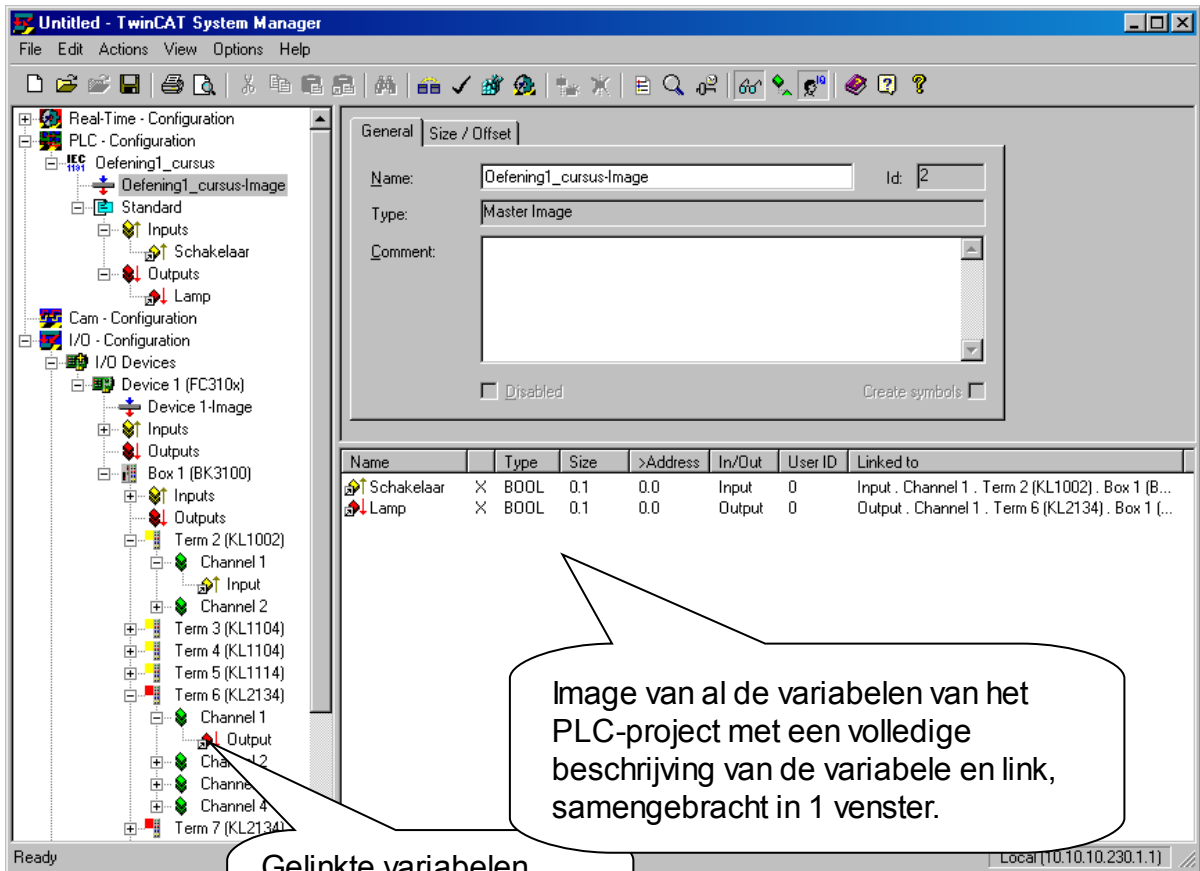 Untitled - TwinCAT System Manager
File Edit Actions View Options Help
Real-Time - Configuration
PLC - Configuration
IEC 1131 Oefening1_cursus
Oefening1_cursus-Image
Standard
Inputs
Schakelaar
Outputs
Lamp
Cam - Configuration
I/O - Configuration
I/O Devices
Device 1 (FC310x)
Device 1-Image
Inputs
Outputs
Box 1 (BK3100)
Inputs
Outputs
Term 2 (KL1002)
Channel 1
Input
Channel 2
Term 3 (KL1104)
Term 4 (KL1104)
Term 5 (KL1114)
Term 6 (KL2134)
Channel 1
Output
Term 7 (KL2134)
General Size / Offset
Name: Oefening1_cursus-Image Id: 2
Type: Master Image
Comment:
Disabled Create symbols
Name Type Size >Address In/Out User ID Linked to
Schakelaar X BOOL 0.1 0.0 Input 0 Input . Channel 1 . Term 2 (KL1002) . Box 1 (B...
Lamp X BOOL 0.1 0.0 Output 0 Output . Channel 1 . Term 6 (KL2134) . Box 1 (...
Image van al de variabelen van het
PLC-project met een volledige
beschrijving van de variabele en link,
samengebracht in 1 venster.
Gelinkte variabelen
Ready Local (10.10.10.230.1.1)